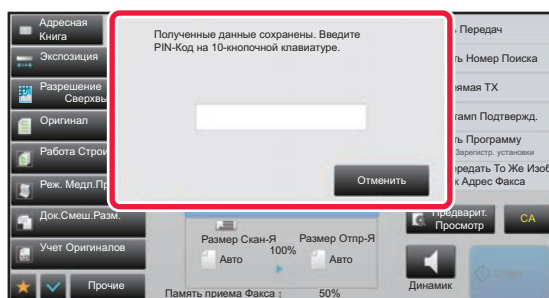 Адресная
Книга
Экспозиция
Разрешение
Сверхвы
Оригинал
Работа Строи
Реж. Медл.Пр
Док.Смеш.Разм.
Учет Оригиналов
Прочие
Полученные данные сохранены. Введите
PIN-Код на 10-кнопочной клавиатуре.
Отменить
Передач
ть Номер Поиска
ямая TX
тамп Подтвержд.
ть Программу
Зарегистр. установки
ередать То же Изоб
к Адрес Факса
Размер Скан-Я
Размер Отпр-Я
100%
Авто
Авто
Память приема Факса :
50%
Предварит.
Просмотр
CA
Динамик
Старт